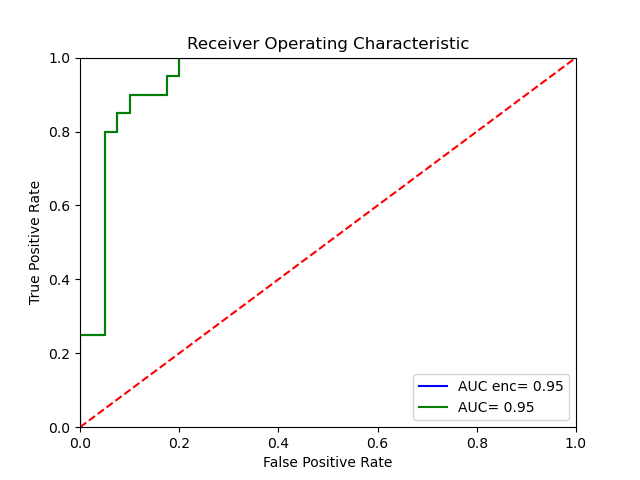 Receiver Operating Characteristic
True Positive Rate
1.0
0.8
0.6
0.4
0.2
0.0
AUC enc= 0.95
AUC= 0.95
0.0 0.2 0.4 0.6 0.8 1.0
False Positive Rate